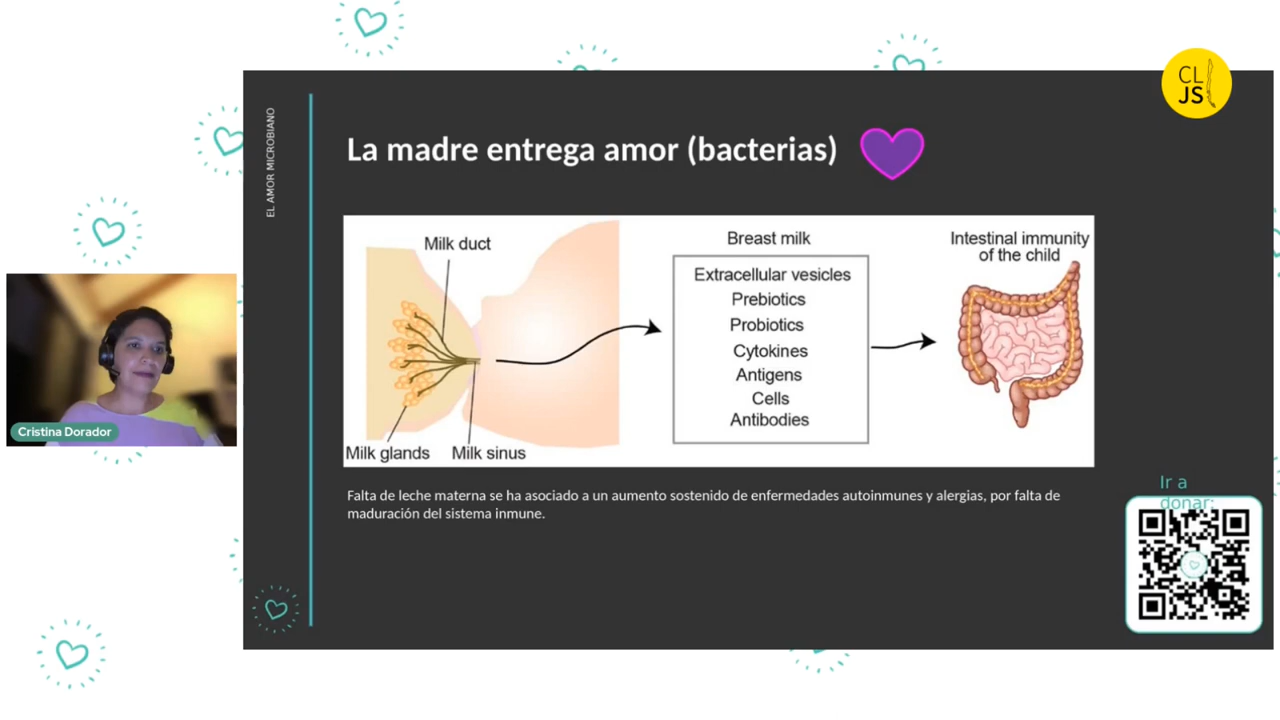 CL
JS
EL AMOR MICROBIANO
La madre entrega amor (bacterias)
Milk duct
Milk glands
Milk sinus
Breast milk
Extracellular vesicles
Prebiotics
Probiotics
Cytokines
Antigens
Cells
Antibodies
Intestinal immunity
of the child
Falta de leche materna se ha asociado a un aumento sostenido de enfermedades autoinmunes y alergias, por falta de
maduración del sistema inmune.
Cristina Dorador
Ir a
donar: